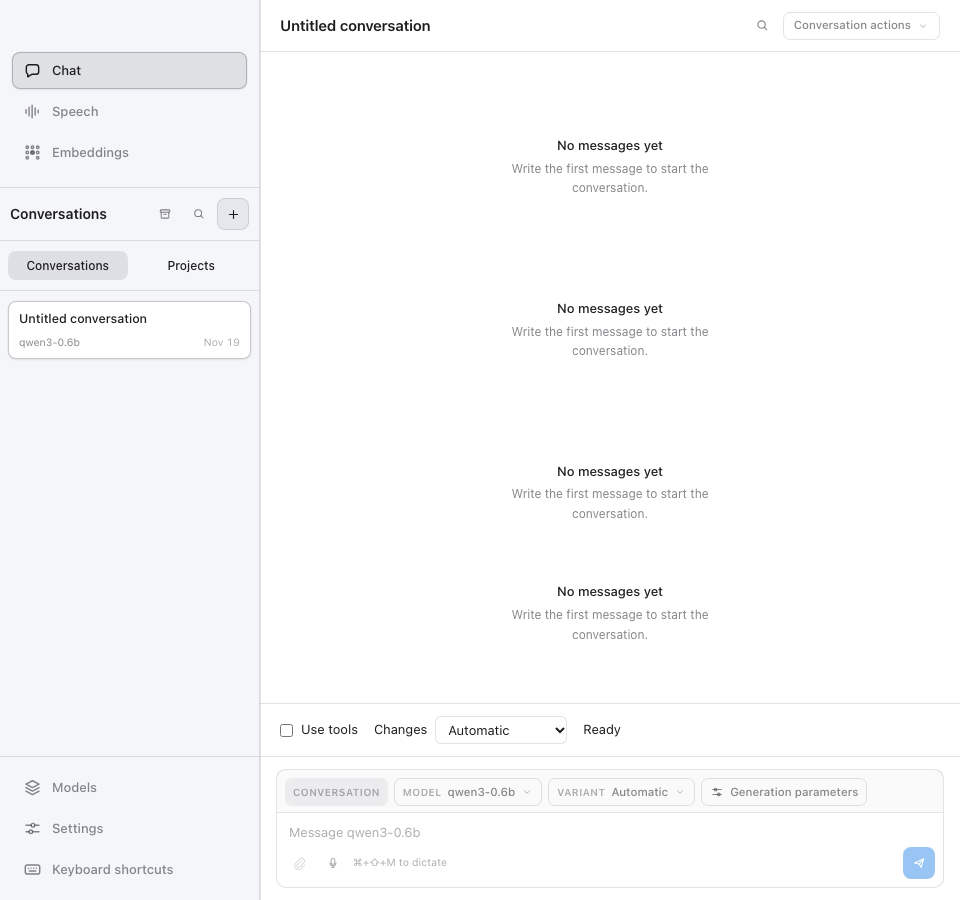 Chat
Speech
Embeddings
Conversations
Conversations
Projects
Untitled conversation
qwen3-0.6b
Nov 19
Models
Settings
Keyboard shortcuts
Untitled conversation
Conversation actions
No messages yet
Write the first message to start the
conversation.
No messages yet
Write the first message to start the
conversation.
No messages yet
Write the first message to start the
conversation.
No messages yet
Write the first message to start the
conversation.
Use tools
Changes
Automatic
Ready
CONVERSATION
MODEL qwen3-0.6b
VARIANT Automatic
Generation parameters
Message qwen3-0.6b
⌘+⇧+M to dictate